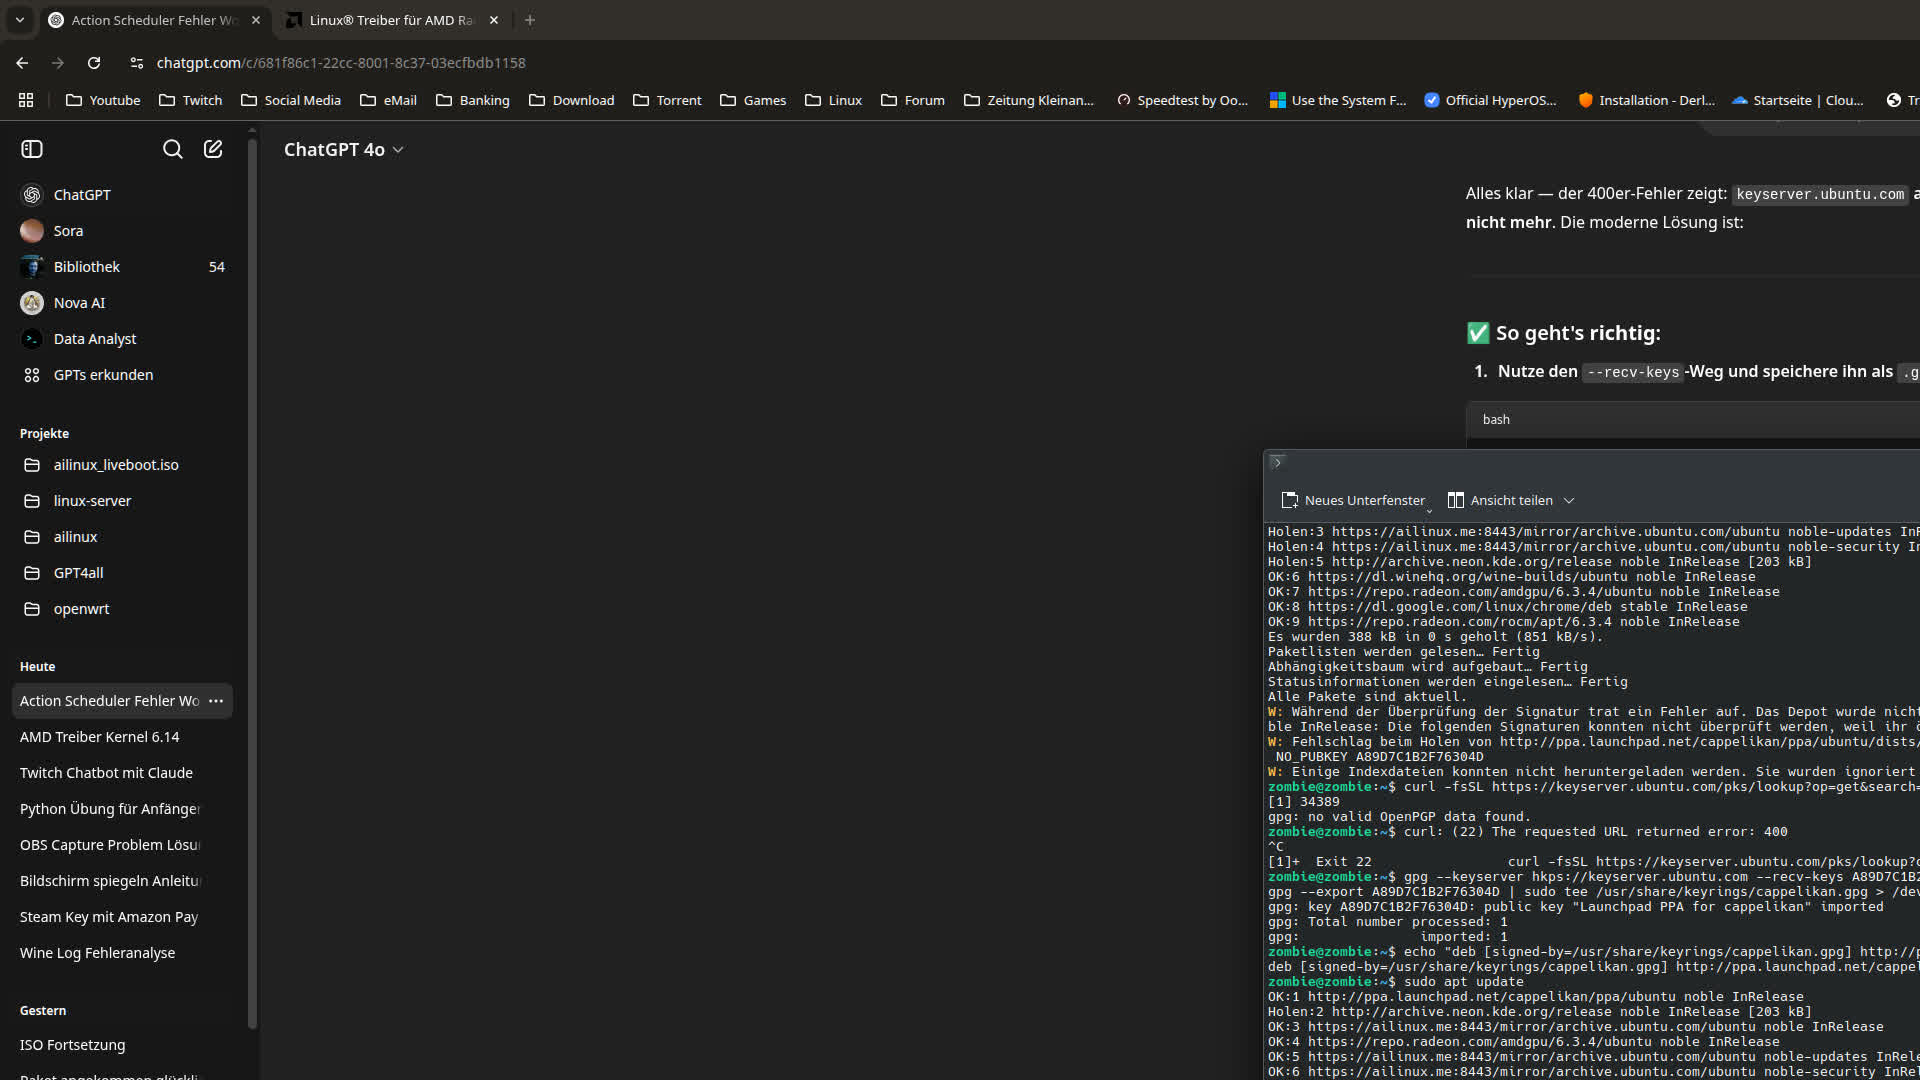 Action Scheduler Fehler Wo
Linux® Treiber für AMD Ra
chatgpt.com/c/681f86c1-22cc-8001-8c37-03ecfbdb1158
Youtube
Twitch
Social Media
eMail
Banking
Download
Torrent
Games
Linux
Forum
Zeitung Kleinan...
Speedtest by Oo...
Use the System F...
Official HyperOS...
Installation - Derl...
Startseite | Clou...
Tr
ChatGPT 4o
ChatGPT
Sora
Bibliothek 54
Nova AI
Data Analyst
GPTs erkunden
Projekte
ailinux_liveboot.iso
linux-server
ailinux
GPT4all
openwrt
Heute
Action Scheduler Fehler Wo
AMD Treiber Kernel 6.14
Twitch Chatbot mit Claude
Python Übung für Anfänger
OBS Capture Problem Lösu
Bildschirm spiegeln Anleitu
Steam Key mit Amazon Pay
Wine Log Fehleranalyse
Gestern
ISO Fortsetzung
Alles klar — der 400er-Fehler zeigt: keyserver.ubuntu.com a
nicht mehr. Die moderne Lösung ist:
✅ So geht's richtig:
1. Nutze den --recv-keys-Weg und speichere ihn als .g
bash
Neues Unterfenster
Ansicht teilen
Holen:3 https://ailinux.me:8443/mirror/archive.ubuntu.com/ubuntu noble-updates InR
Holen:4 https://ailinux.me:8443/mirror/archive.ubuntu.com/ubuntu noble-security In
Holen:5 http://archive.neon.kde.org/release noble InRelease [203 kB]
OK:6 https://dl.winehq.org/wine-builds/ubuntu noble InRelease
OK:7 https://repo.radeon.com/amdgpu/6.3.4/ubuntu noble InRelease
OK:8 https://dl.google.com/linux/chrome/deb stable InRelease
OK:9 https://repo.radeon.com/rocm/apt/6.3.4 noble InRelease
Es wurden 388 kB in 0 s geholt (851 kB/s).
Paketlisten werden gelesen… Fertig
Abhängigkeitsbaum wird aufgebaut… Fertig
Statusinformationen werden eingelesen… Fertig
Alle Pakete sind aktuell.
W: Während der Überprüfung der Signatur trat ein Fehler auf. Das Depot wurde nicht
ble InRelease: Die folgenden Signaturen konnten nicht überprüft werden, weil ihr ö
W: Fehlschlag beim Holen von http://ppa.launchpad.net/cappelikan/ppa/ubuntu/dists/
NO_PUBKEY A89D7C1B2F76304D
W: Einige Indexdateien konnten nicht heruntergeladen werden. Sie wurden ignoriert
zombie@zombie:~$ curl -fsSL https://keyserver.ubuntu.com/pks/lookup?op=get&search=
[1] 34389
gpg: no valid OpenPGP data found.
zombie@zombie:~$ curl: (22) The requested URL returned error: 400
^C
[1]+  Exit 22                 curl -fsSL https://keyserver.ubuntu.com/pks/lookup?o
zombie@zombie:~$ gpg --keyserver hkps://keyserver.ubuntu.com --recv-keys A89D7C1B2
gpg --export A89D7C1B2F76304D | sudo tee /usr/share/keyrings/cappelikan.gpg > /dev
gpg: key A89D7C1B2F76304D: public key "Launchpad PPA for cappelikan" imported
gpg: Total number processed: 1
gpg:               imported: 1
zombie@zombie:~$ echo "deb [signed-by=/usr/share/keyrings/cappelikan.gpg] http://p
deb [signed-by=/usr/share/keyrings/cappelikan.gpg] http://ppa.launchpad.net/cappel
zombie@zombie:~$ sudo apt update
OK:1 http://ppa.launchpad.net/cappelikan/ppa/ubuntu noble InRelease
Holen:2 http://archive.neon.kde.org/release noble InRelease [203 kB]
OK:3 https://ailinux.me:8443/mirror/archive.ubuntu.com/ubuntu noble InRelease
OK:4 https://repo.radeon.com/amdgpu/6.3.4/ubuntu noble InRelease
OK:5 https://ailinux.me:8443/mirror/archive.ubuntu.com/ubuntu noble-updates InRele
OK:6 https://ailinux.me:8443/mirror/archive.ubuntu.com/ubuntu noble-security InRel